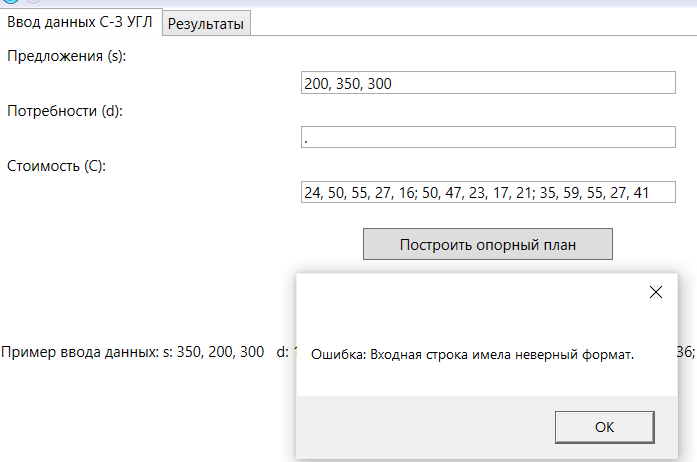 Ввод данных С-З УГЛ
Результаты
Предложения (s):
200, 350, 300
Потребности (d):
.
Стоимость (C):
24, 50, 55, 27, 16; 50, 47, 23, 17, 21; 35, 59, 55, 27, 41
Построить опорный план
Пример ввода данных: s: 350, 200, 300 d: 36;
Ошибка: Входная строка имела неверный формат.
OK